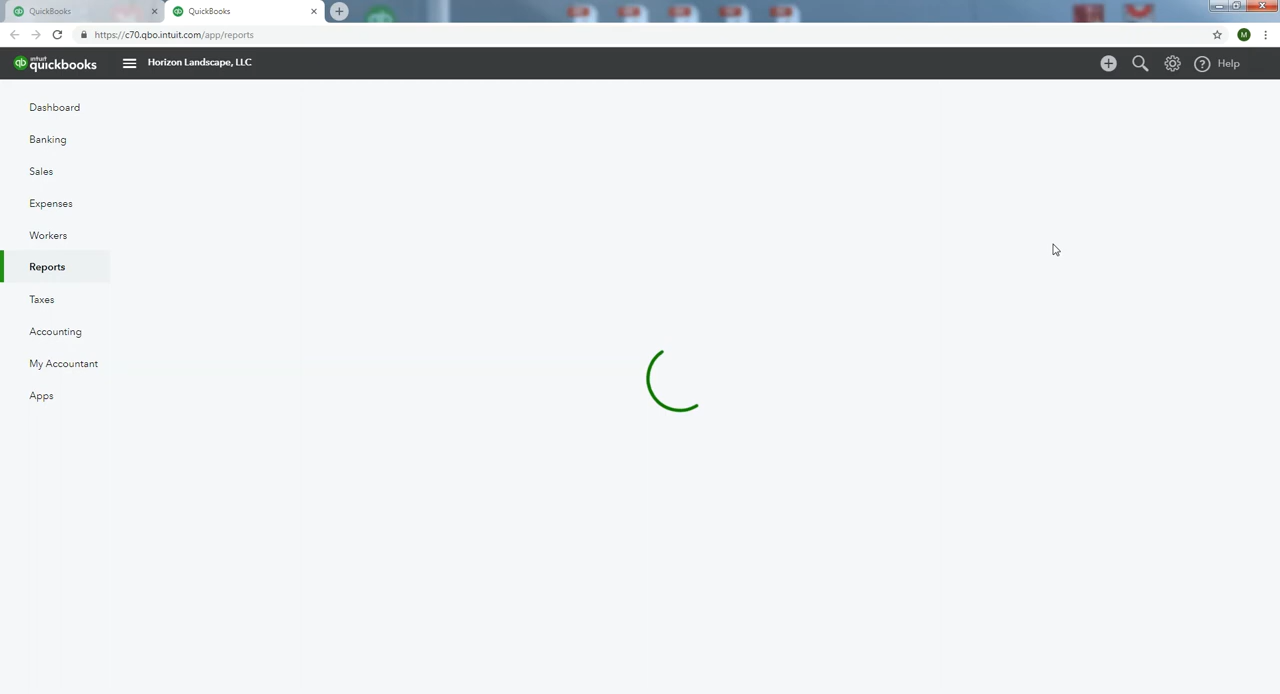 QuickBooks
QuickBooks
https://c70.qbo.intuit.com/app/reports
M
intuit
quickbooks
qb
Horizon Landscape, LLC
Help
Dashboard
Banking
Sales
Expenses
Workers
Reports
Taxes
Accounting
My Accountant
Apps